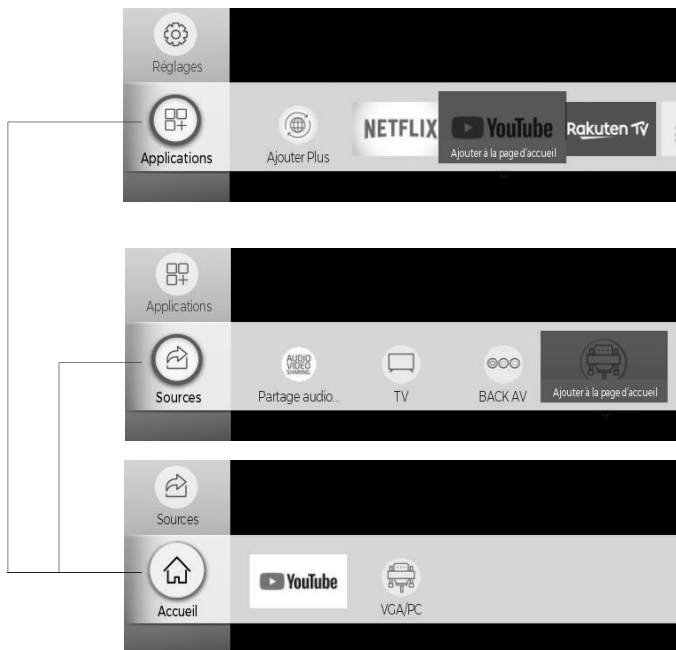 Réglages
Applications
Ajouter Plus
NETFLIX
YouTube
Ajouter à la page d'accueil
Rakuten TV
Applications
Sources
AUDIO
VIDEO
SHARING
Partage audio...
TV
BACK AV
Ajouter à la page d'accueil
Sources
Accueil
YouTube
VGA/PC